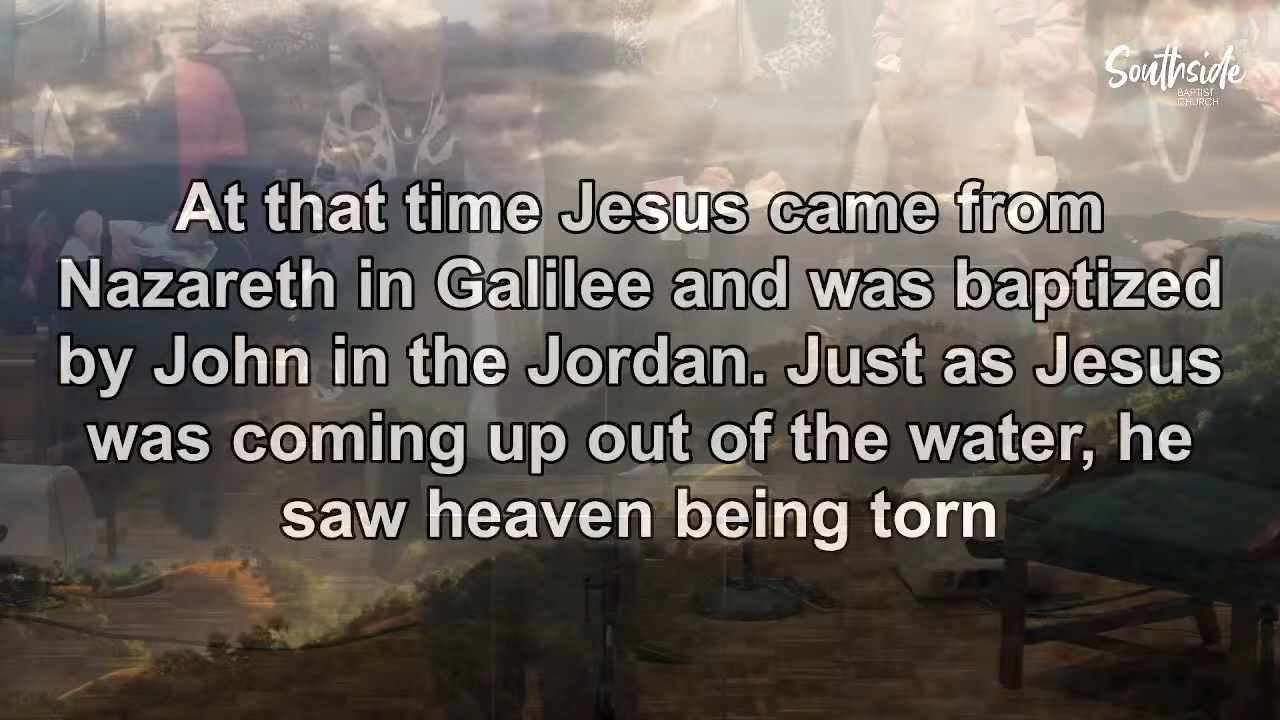 Southside
BAPTIST
CHURCH
At that time Jesus came from
Nazareth in Galilee and was baptized
by John in the Jordan. Just as Jesus
was coming up out of the water, he
saw heaven being torn